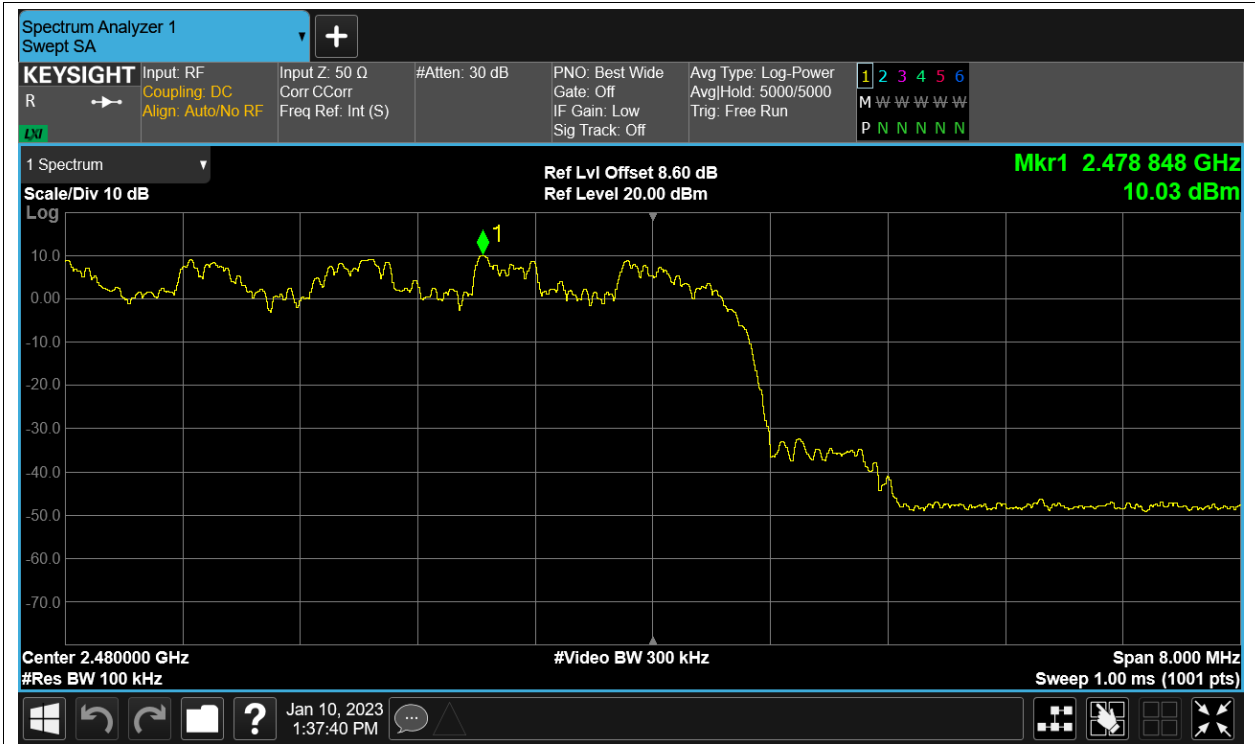 Spectrum Analyzer 1
Swept SA
KEYSIGHT
R
LXI
Input: RF
Coupling: DC
Align: Auto/No RF
Input Z: 50 Ω
Corr CCorr
Freq Ref: Int (S)
#Atten: 30 dB
PNO: Best Wide
Gate: Off
IF Gain: Low
Sig Track: Off
Avg Type: Log-Power
Avg|Hold: 5000/5000
Trig: Free Run
1 2 3 4 5 6
M W W W W W
P N N N N N
1 Spectrum
Scale/Div 10 dB
Log
Ref Lvl Offset 8.60 dB
Ref Level 20.00 dBm
Mkr1 2.478 848 GHz
10.03 dBm
1
10.0
0.00
-10.0
-20.0
-30.0
-40.0
-50.0
-60.0
-70.0
Center 2.480000 GHz
#Res BW 100 kHz
#Video BW 300 kHz
Span 8.000 MHz
Sweep 1.00 ms (1001 pts)
?
Jan 10, 2023
1:37:40 PM